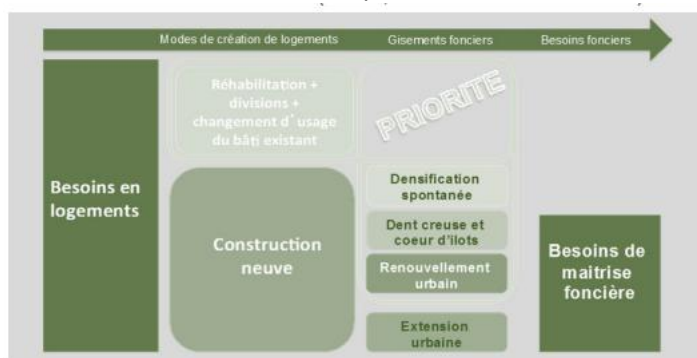 Modes de création de logements
Gisements fonciers
Besoins fonciers
Besoins en
logements
Réhabilitation +
divisions +
changement d'usage
du bâti existant
PRIORITE
Construction
neuve
Densification
spontanée
Dent creuse et
coeur d'ilots
Renouvellement
urbain
Extension
urbaine
Besoins de
maitrise
foncière